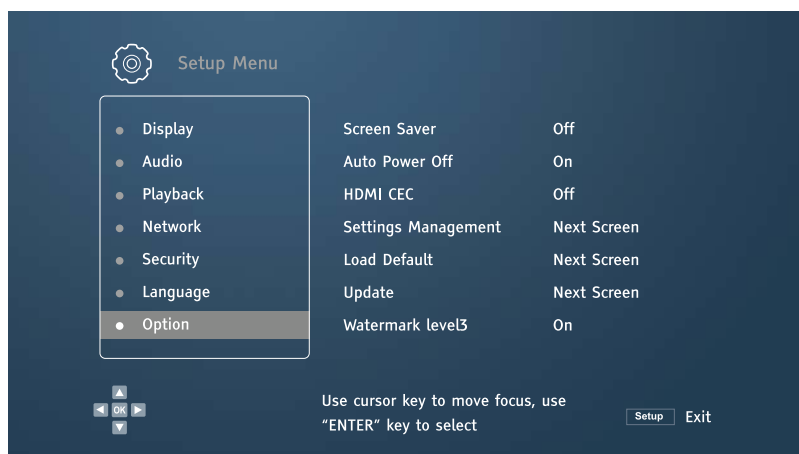 Setup Menu
Display
Audio
Playback
Network
Security
Language
Option
Screen Saver Off
Auto Power Off On
HDMI CEC Off
Settings Management Next Screen
Load Default Next Screen
Update Next Screen
Watermark level3 On
OK
Use cursor key to move focus, use
“ENTER” key to select
Setup Exit